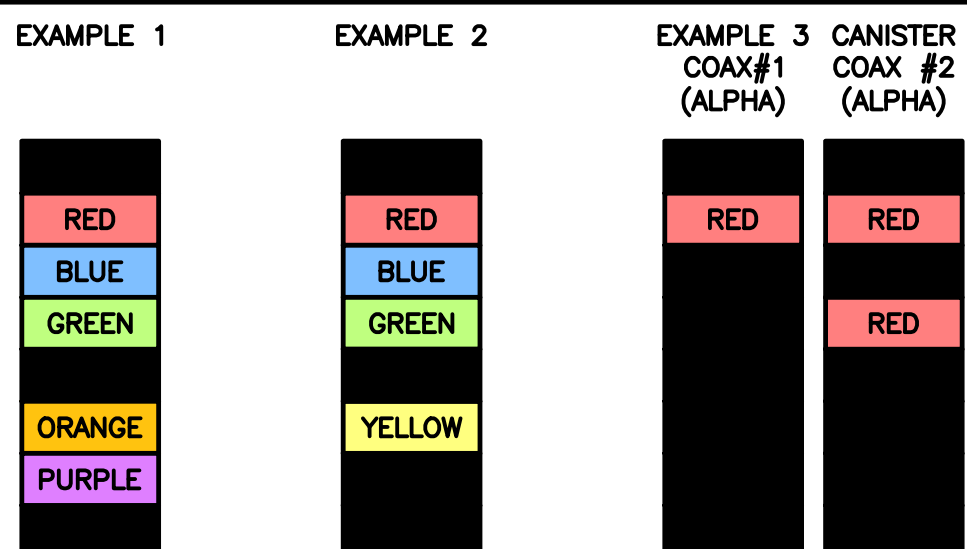 EXAMPLE 1
EXAMPLE 2
EXAMPLE 3 CANISTER
COAX#1 COAX #2
(ALPHA) (ALPHA)
RED RED RED RED
BLUE BLUE
GREEN GREEN RED
ORANGE YELLOW
PURPLE